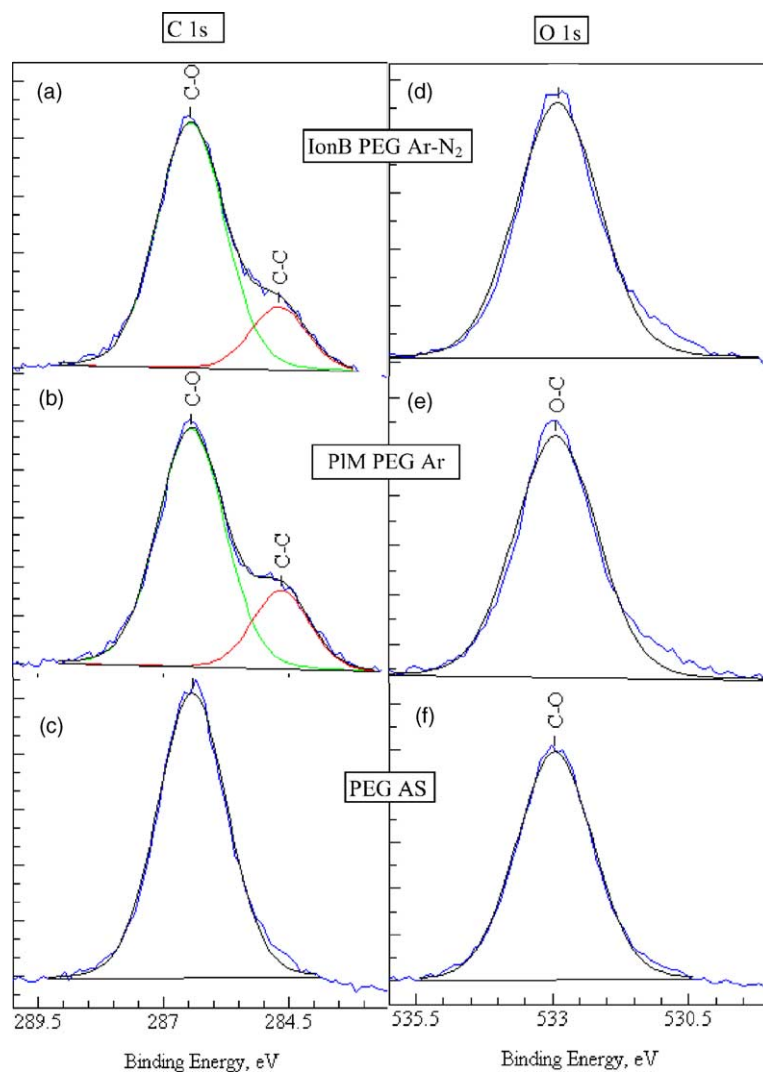 C 1s
O 1s
(a)
C-O
C-C
(d)
IonB PEG Ar-N₂
(b)
C-O
C-C
(e)
O-C
PlM PEG Ar
(c)
(f)
C-O
PEG AS
289.5 287 284.5
535.5 533 530.5
Binding Energy, eV
Binding Energy, eV